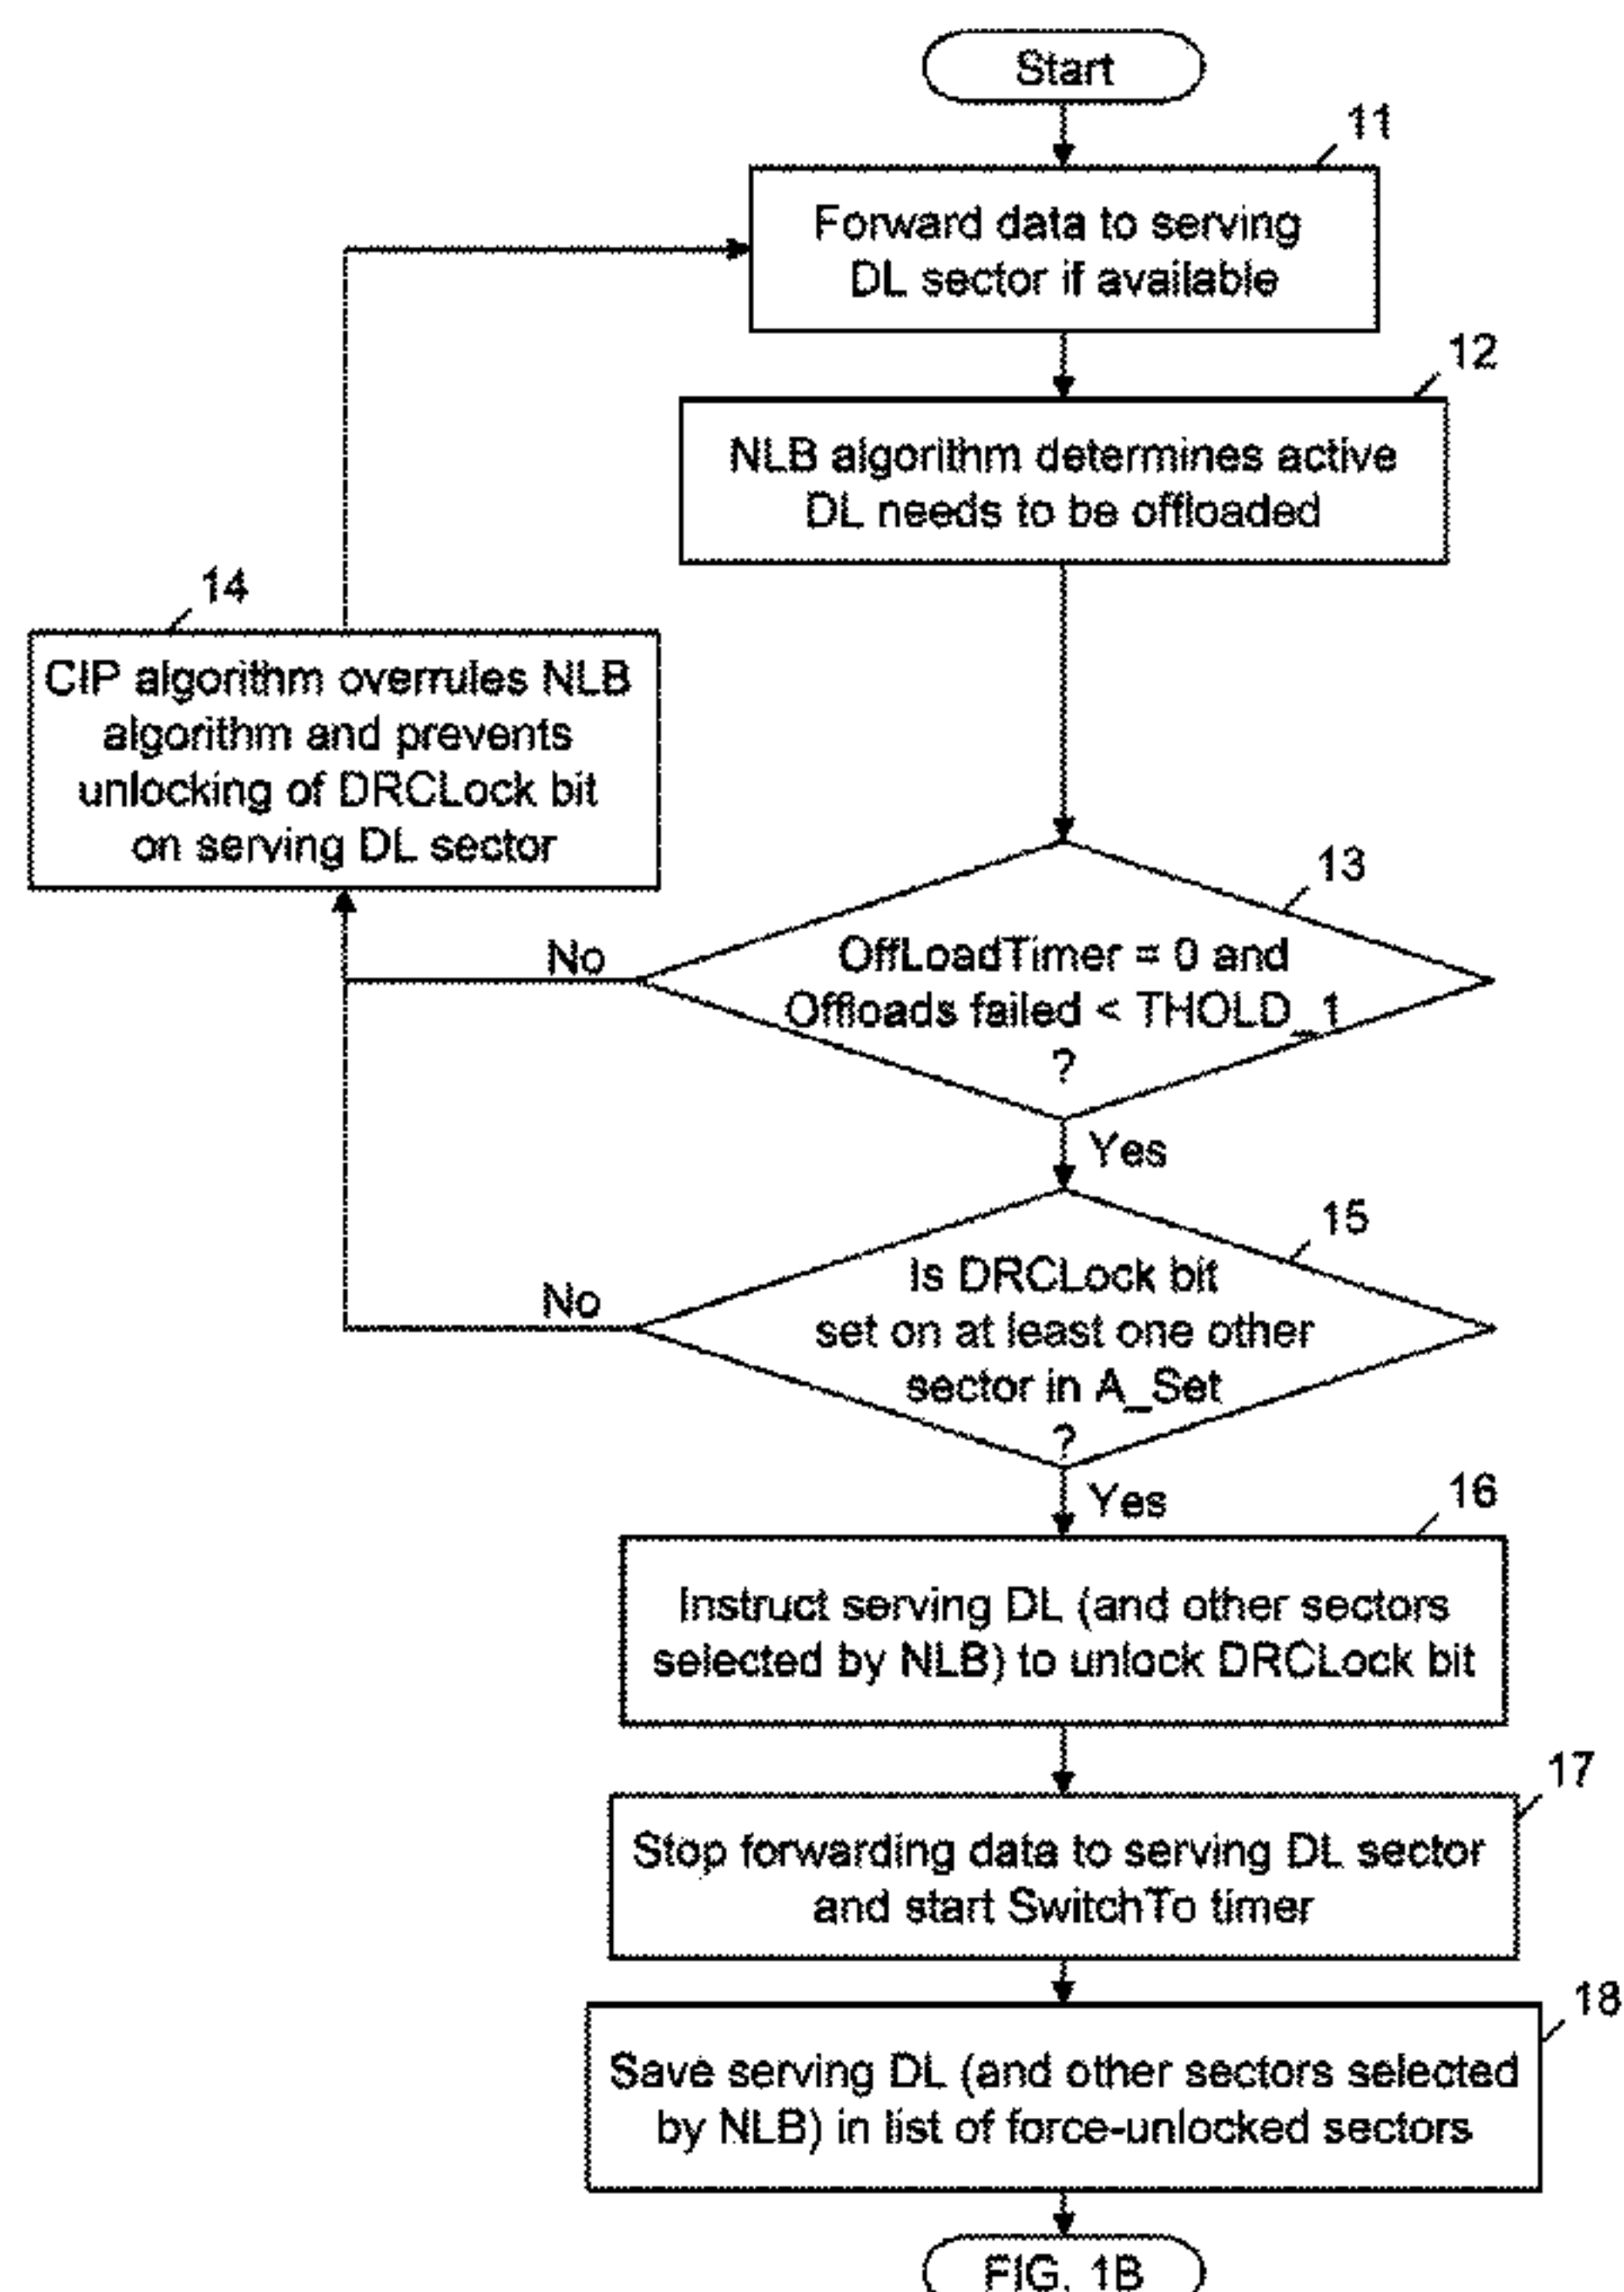 Start
11
Forward data to serving
DL sector if available
12
NLB algorithm determines active
DL needs to be offloaded
14
CIP algorithm overrules NLB
algorithm and prevents
unlocking of DRCLock bit
on serving DL sector
13
No
OffLoadTimer = 0 and
Offloads failed < THOLD_1
?
Yes
15
No
Is DRCLock bit
set on at least one other
sector in A_Set
?
Yes
16
Instruct serving DL (and other sectors
selected by NLB) to unlock DRCLock bit
17
Stop forwarding data to serving DL sector
and start SwitchTo timer
18
Save serving DL (and other sectors selected
by NLB) in list of force-unlocked sectors
FIG. 1B